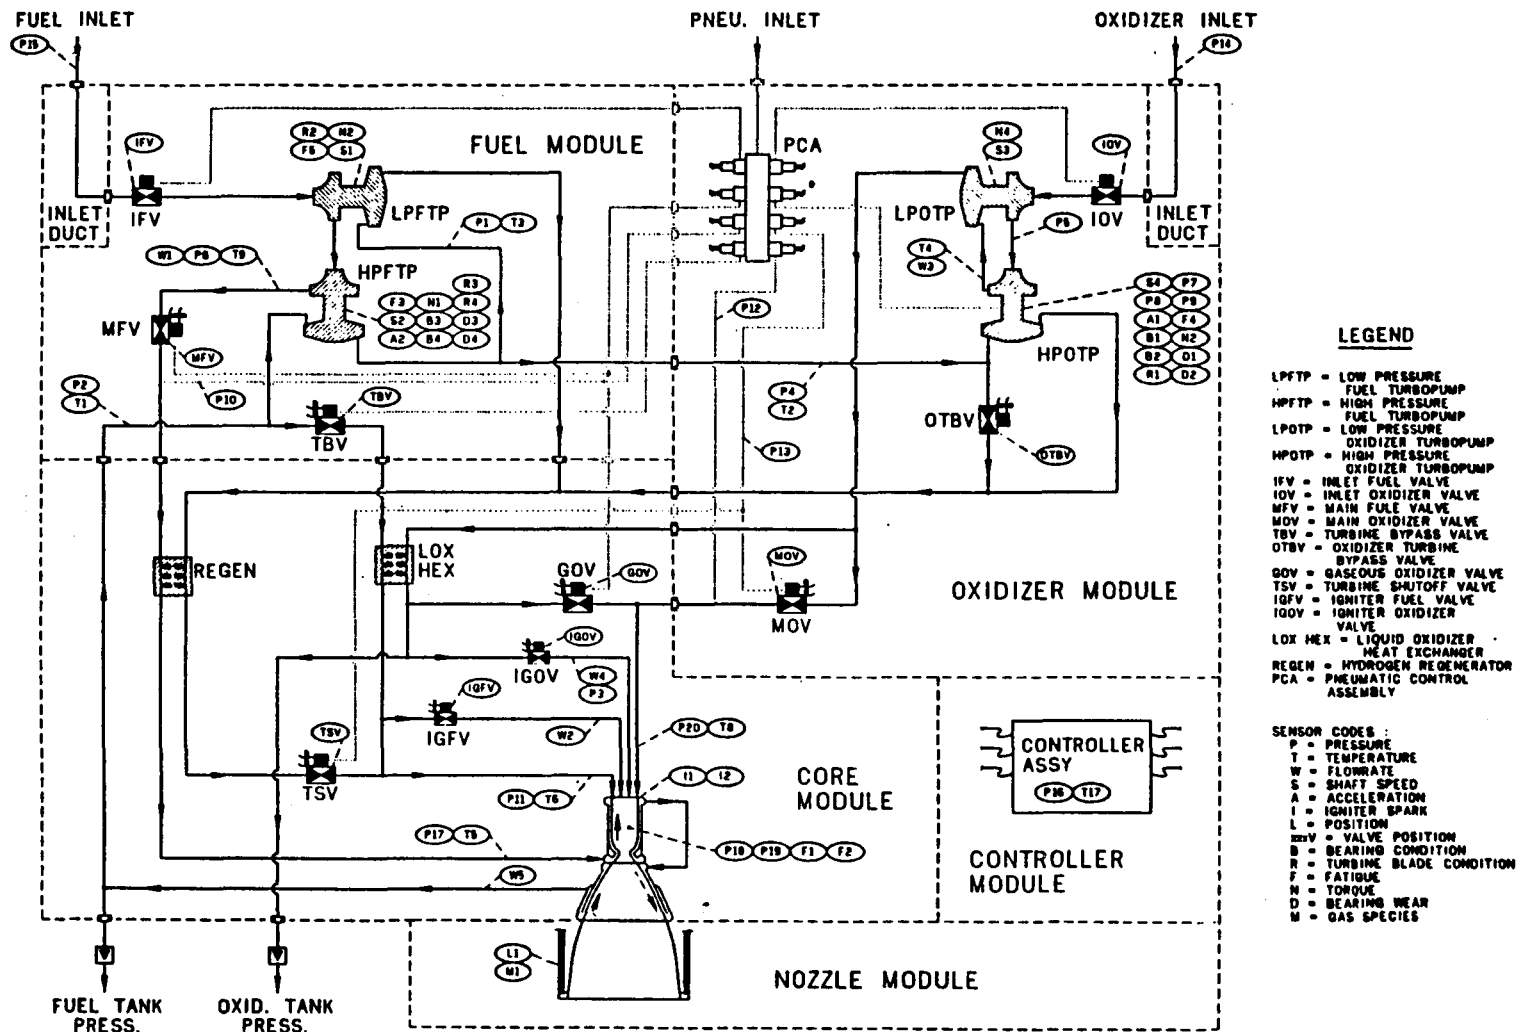 FUEL INLET
PNEU. INLET
OXIDIZER INLET
P15
P14
FUEL MODULE
PCA
IFV
R2 N2
F5 S1
N4
S3
IOV
IFV
INLET
DUCT
LPFTP
P1 T3
LPOTP
P5
IOV
INLET
DUCT
W1 P6 T9
HPFTP
R3
F3 N1 R4
S2 B3 D3
A2 B4 D4
T4
W3
S4 P7
P8 P9
A1 F4
B1 N2
B2 D1
R1 D2
P12
MFV
MFV
P10
HPOTP
P2
T1
TBV
TBV
P4
T2
OTBV
OTBV
P13
REGEN
LOX
HEX
GOV
GOV
MOV
MOV
OXIDIZER MODULE
IGOV
IGOV
W4
P3
IGFV
IGFV
W2
P20 T8
TSV
TSV
P11 T6
I1 I2
CORE
MODULE
CONTROLLER
ASSY
P16 T17
P17 T5
P18 P19 F1 F2
W5
CONTROLLER
MODULE
L1
M1
NOZZLE MODULE
FUEL TANK
PRESS.
OXID. TANK
PRESS.
LEGEND
LPFTP = LOW PRESSURE
FUEL TURBOPUMP
HPFTP = HIGH PRESSURE
FUEL TURBOPUMP
LPOTP = LOW PRESSURE
OXIDIZER TURBOPUMP
HPOTP = HIGH PRESSURE
OXIDIZER TURBOPUMP
IFV = INLET FUEL VALVE
IOV = INLET OXIDIZER VALVE
MFV = MAIN FULE VALVE
MOV = MAIN OXIDIZER VALVE
TBV = TURBINE BYPASS VALVE
OTBV = OXIDIZER TURBINE
BYPASS VALVE
GOV = GASEOUS OXIDIZER VALVE
TSV = TURBINE SHUTOFF VALVE
IGFV = IGNITER FUEL VALVE
IGOV = IGNITER OXIDIZER
VALVE
LOX HEX = LIQUID OXIDIZER
HEAT EXCHANGER
REGEN = HYDROGEN REGENERATOR
PCA = PNEUMATIC CONTROL
ASSEMBLY
SENSOR CODES :
P = PRESSURE
T = TEMPERATURE
W = FLOWRATE
S = SHAFT SPEED
A = ACCELERATION
I = IGNITER SPARK
L = POSITION
xxxV = VALVE POSITION
B = BEARING CONDITION
R = TURBINE BLADE CONDITION
F = FATIGUE
N = TORQUE
D = BEARING WEAR
M = GAS SPECIES